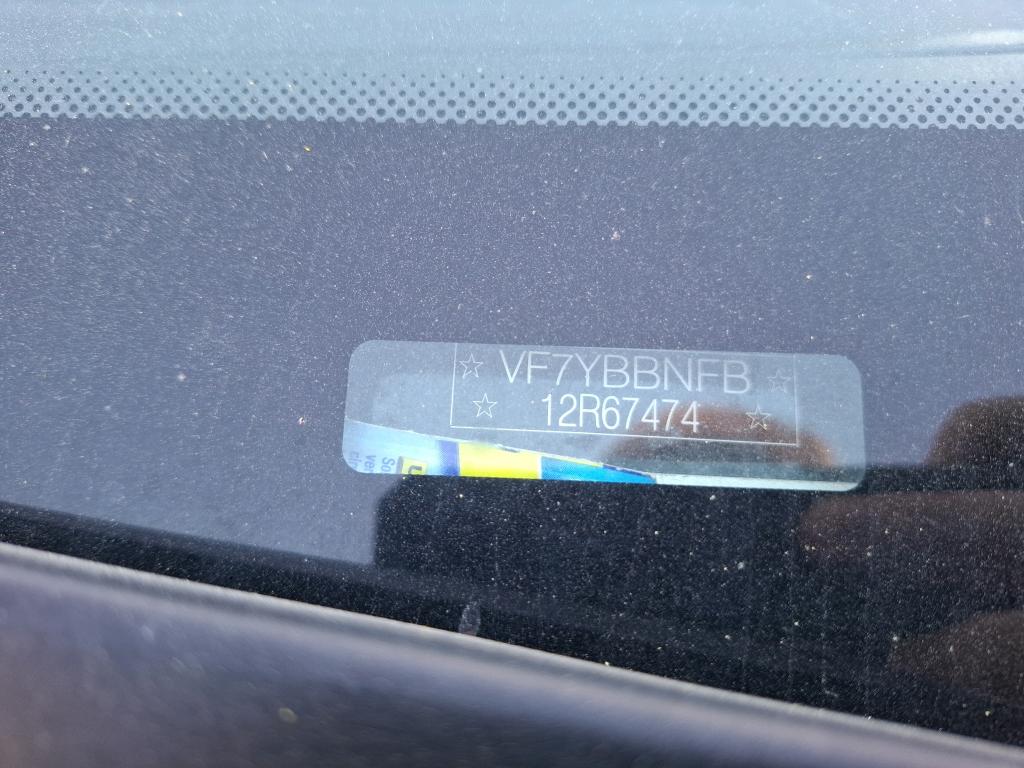 ☆ VF7YBBNFB ☆
☆ 12R67474 ☆